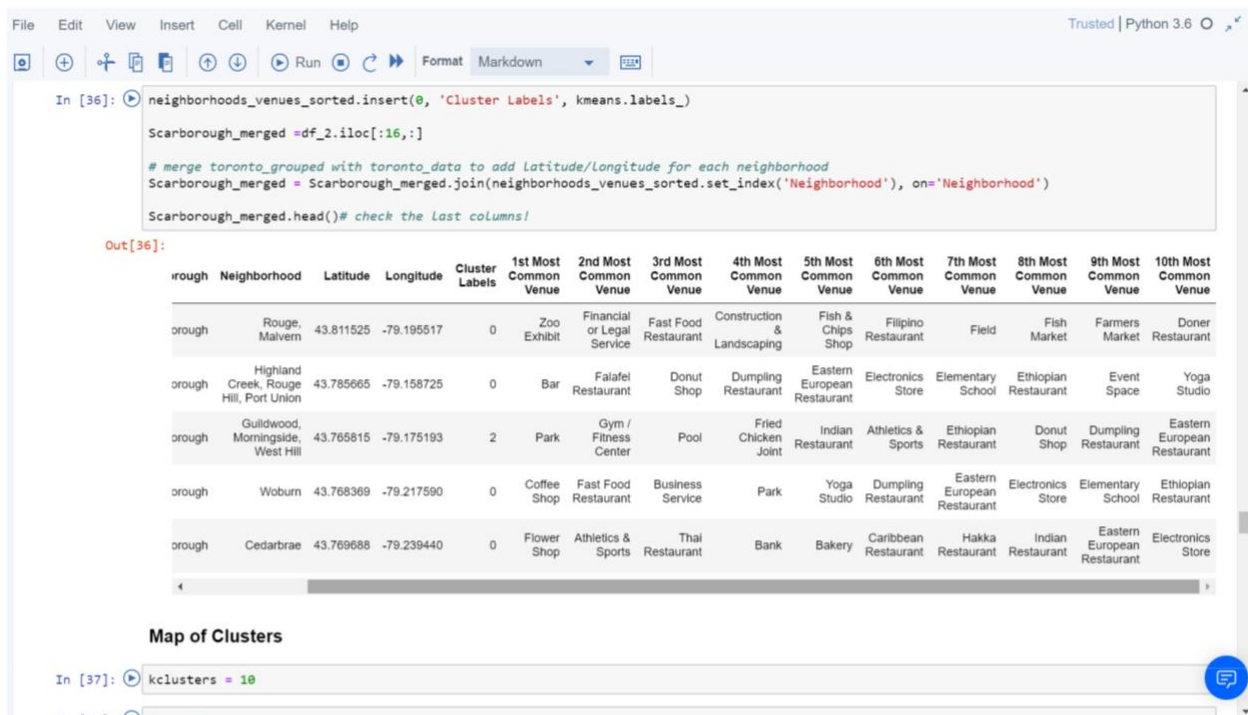 File Edit View Insert Cell Kernel Help Trusted | Python 3.6
Run Format Markdown
In [36]: neighborhoods_venues_sorted.insert(0, 'Cluster Labels', kmeans.labels_)
Scarborough_merged =df_2.iloc[:16,:]
# merge toronto_grouped with toronto_data to add latitude/longitude for each neighborhood
Scarborough_merged = Scarborough_merged.join(neighborhoods_venues_sorted.set_index('Neighborhood'), on='Neighborhood')
Scarborough_merged.head()# check the last columns!
Out[36]:
rough Neighborhood Latitude Longitude Cluster Labels 1st Most Common Venue 2nd Most Common Venue 3rd Most Common Venue 4th Most Common Venue 5th Most Common Venue 6th Most Common Venue 7th Most Common Venue 8th Most Common Venue 9th Most Common Venue 10th Most Common Venue
orough Rouge, Malvern 43.811525 -79.195517 0 Zoo Exhibit Financial or Legal Service Fast Food Restaurant Construction & Landscaping Fish & Chips Shop Filipino Restaurant Field Fish Market Farmers Market Doner Restaurant
orough Highland Creek, Rouge Hill, Port Union 43.785665 -79.158725 0 Bar Falafel Restaurant Donut Shop Dumpling Restaurant Eastern European Restaurant Electronics Store Elementary School Ethiopian Restaurant Event Space Yoga Studio
orough Guildwood, Morningside, West Hill 43.765815 -79.175193 2 Park Gym / Fitness Center Pool Fried Chicken Joint Indian Restaurant Athletics & Sports Ethiopian Restaurant Donut Shop Dumpling Restaurant Eastern European Restaurant
orough Woburn 43.768369 -79.217590 0 Coffee Shop Fast Food Restaurant Business Service Park Yoga Studio Dumpling Restaurant Eastern European Restaurant Electronics Store Elementary School Ethiopian Restaurant
orough Cedarbrae 43.769688 -79.239440 0 Flower Shop Athletics & Sports Thai Restaurant Bank Bakery Caribbean Restaurant Hakka Restaurant Indian Restaurant Eastern European Restaurant Electronics Store
Map of Clusters
In [37]: kclusters = 10